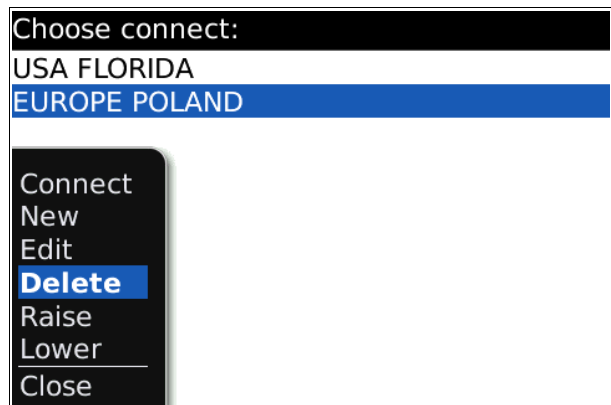 Choose connect:
USA FLORIDA
EUROPE POLAND
Connect
New
Edit
Delete
Raise
Lower
Close